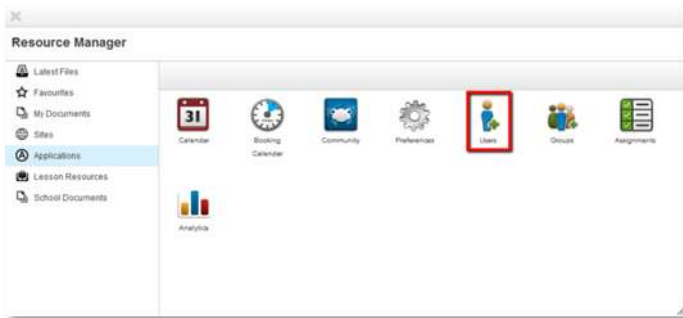 Resource Manager
Latest Files
Favourites
My Documents
Sites
Applications
Lesson Resources
School Documents
31
Calendar
Booking
Calendar
Community
Preferences
Users
Groups
Assignments
Analytics